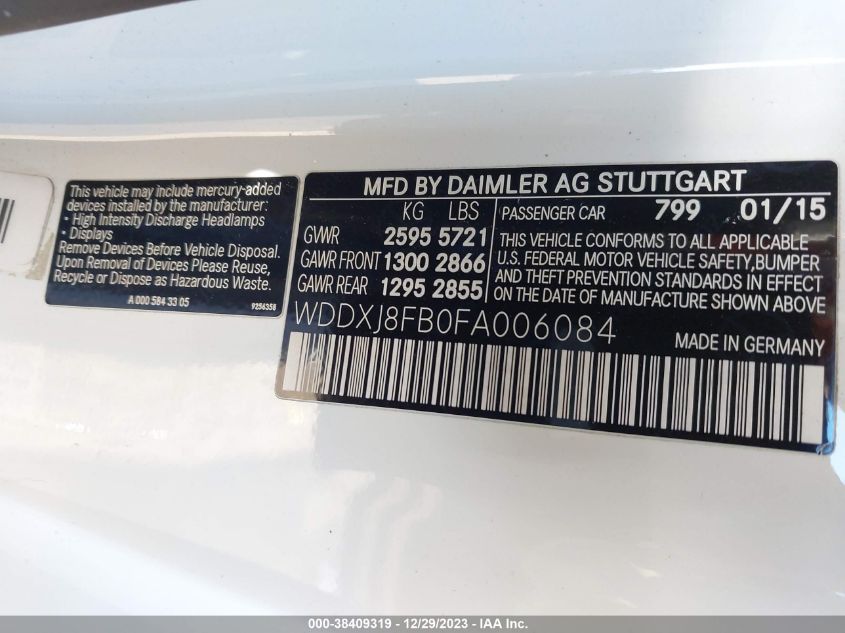 This vehicle may include mercury-added
devices installed by the manufacturer:
• High Intensity Discharge Headlamps
• Displays
Remove Devices Before Vehicle Disposal.
Upon Removal of Devices Please Reuse,
Recycle or Dispose as Hazardous Waste.
A 000 584 33 05 9256358
MFD BY DAIMLER AG STUTTGART
KG LBS
GWVR 2595 5721
GAWR FRONT 1300 2866
GAWR REAR 1295 2855
PASSENGER CAR 799 01/15
THIS VEHICLE CONFORMS TO ALL APPLICABLE
U.S. FEDERAL MOTOR VEHICLE SAFETY,BUMPER
AND THEFT PREVENTION STANDARDS IN EFFECT
ON THE DATE OF MANUFACTURE SHOWN ABOVE
WDDXJ8FB0FA006084
MADE IN GERMANY
000-38409319 - 12/29/2023 - IAA Inc.